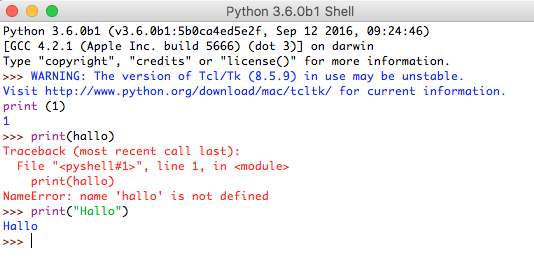 Python 3.6.0b1 Shell
Python 3.6.0b1 (v3.6.0b1:5b0ca4ed5e2f, Sep 12 2016, 09:24:46)
[GCC 4.2.1 (Apple Inc. build 5666) (dot 3)] on darwin
Type "copyright", "credits" or "license()" for more information.
>>> WARNING: The version of Tcl/Tk (8.5.9) in use may be unstable.
Visit http://www.python.org/download/mac/tcltk/ for current information.
print (1)
1
>>> print(hallo)
Traceback (most recent call last):
  File "<pyshell#1>", line 1, in <module>
    print(hallo)
NameError: name 'hallo' is not defined
>>> print("Hallo")
Hallo
>>>